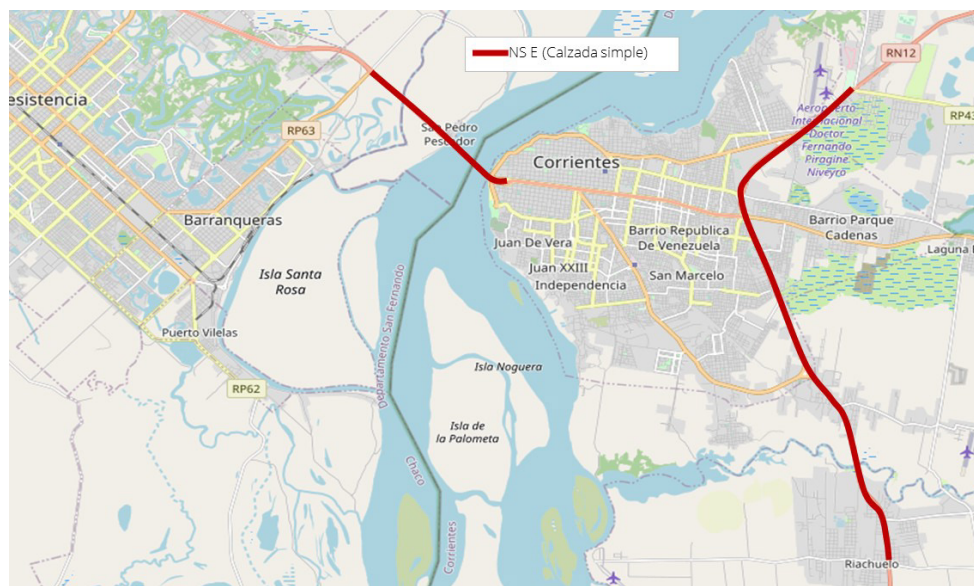 NS E (Calzada simple)
RN12
esistencia
RP63
San Pedro
Pescador
Corrientes
Aeropuerto
Internacional
Doctor
Fernando
Piragine
Niveyro
RP43
Barranqueras
Barrio Parque
Cadenas
Juan De Vera
Barrio Republica
De Venezuela
Laguna
Isla Santa
Rosa
Juan XXIII
San Marcelo
Independencia
Puerto Vilelas
Departamento San Fernando
Isla Noguera
RP62
Isla de
la Palometa
Chaco
Corrientes
Riachuelo